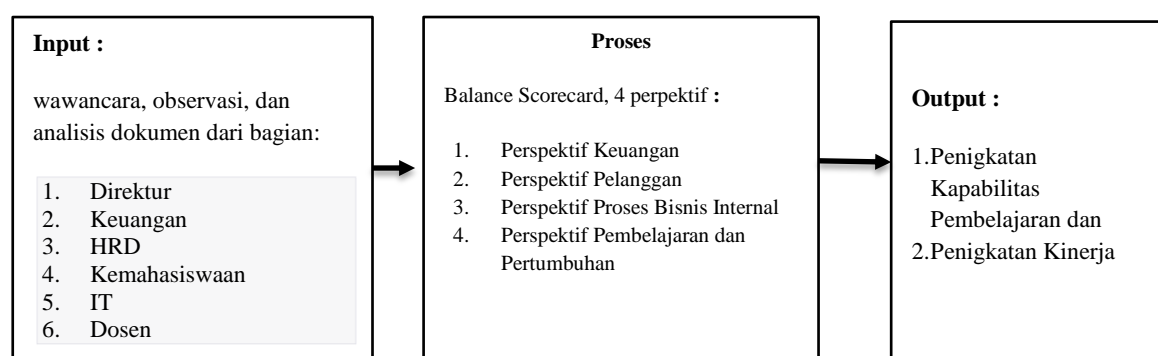 Input :
wawancara, observasi, dan
analisis dokumen dari bagian:
1. Direktur
2. Keuangan
3. HRD
4. Kemahasiswaan
5. IT
6. Dosen
Proses
Balance Scorecard, 4 perpektif :
1. Perspektif Keuangan
2. Perspektif Pelanggan
3. Perspektif Proses Bisnis Internal
4. Perspektif Pembelajaran dan
Pertumbuhan
Output :
1.Penigkatan
Kapabilitas
Pembelajaran dan
2.Penigkatan Kinerja